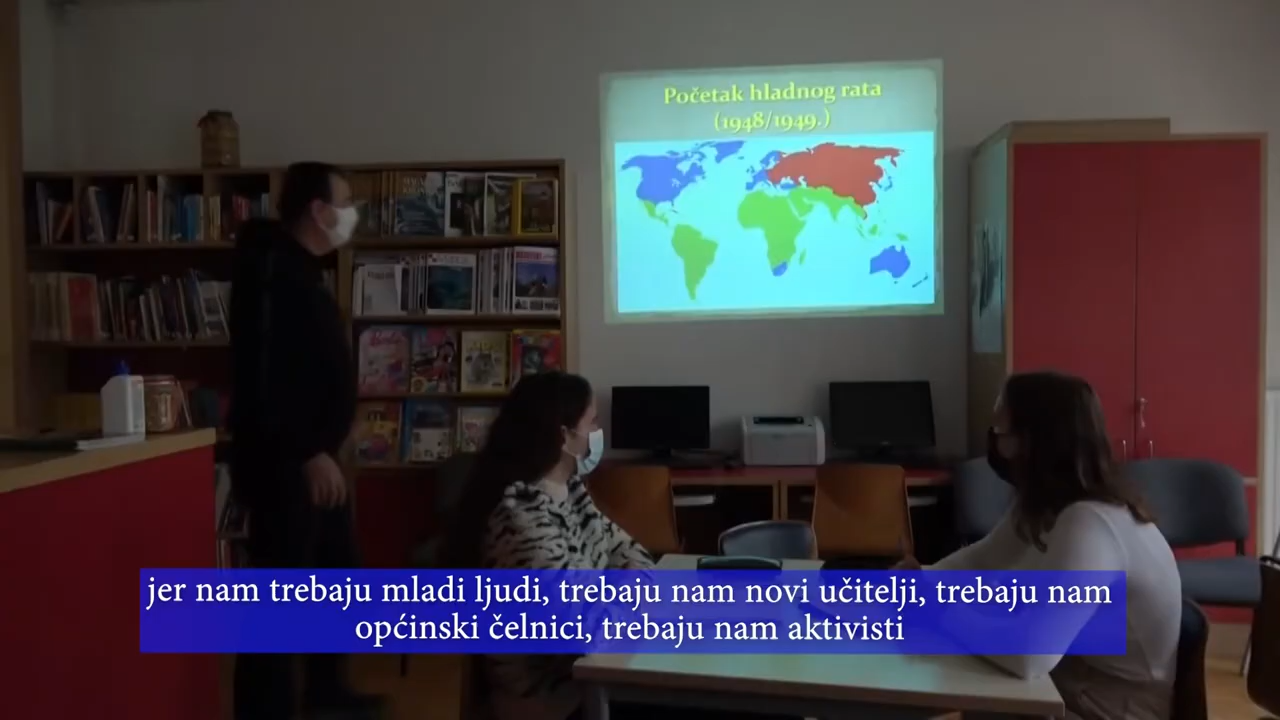 Početak hladnog rata
(1948/1949.)
jer nam trebaju mladi ljudi, trebaju nam novi učitelji, trebaju nam
općinski čelnici, trebaju nam aktivisti